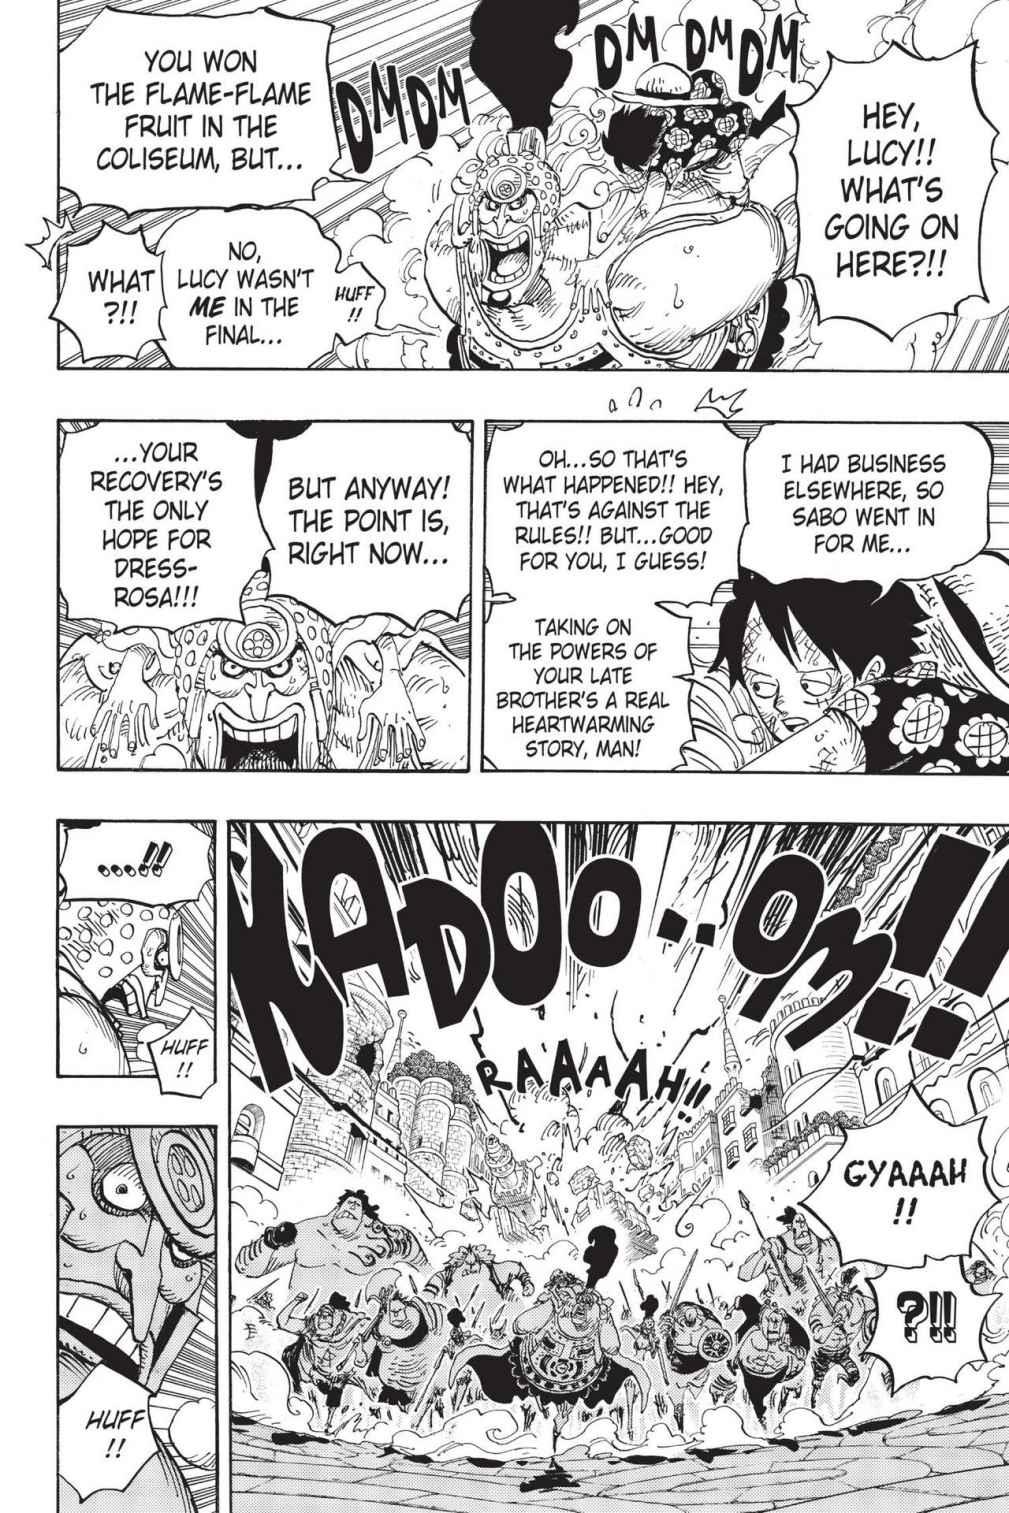 HEY,
LUCY!!
WHAT'S
GOING ON
HERE?!!
DM DMDM
DMDM
YOU WON
THE FLAME-FLAME
FRUIT IN THE
COLISEUM, BUT...
HUFF
!!
NO,
LUCY WASN'T
ME IN THE
FINAL...
WHAT
?!!
I HAD BUSINESS
ELSEWHERE, SO
SABO WENT IN
FOR ME...
OH...SO THAT'S
WHAT HAPPENED!! HEY,
THAT'S AGAINST THE
RULES!! BUT...GOOD
FOR YOU, I GUESS!
TAKING ON
THE POWERS OF
YOUR LATE
BROTHER'S A REAL
HEARTWARMING
STORY, MAN!
BUT ANYWAY!
THE POINT IS,
RIGHT NOW...
...YOUR
RECOVERY'S
THE ONLY
HOPE FOR
DRESS-
ROSA!!!
KADOO..OM!!
RAAAAAH!!!
GYAAAH
!!
?!!
...!!
HUFF
!!
HUFF
!!